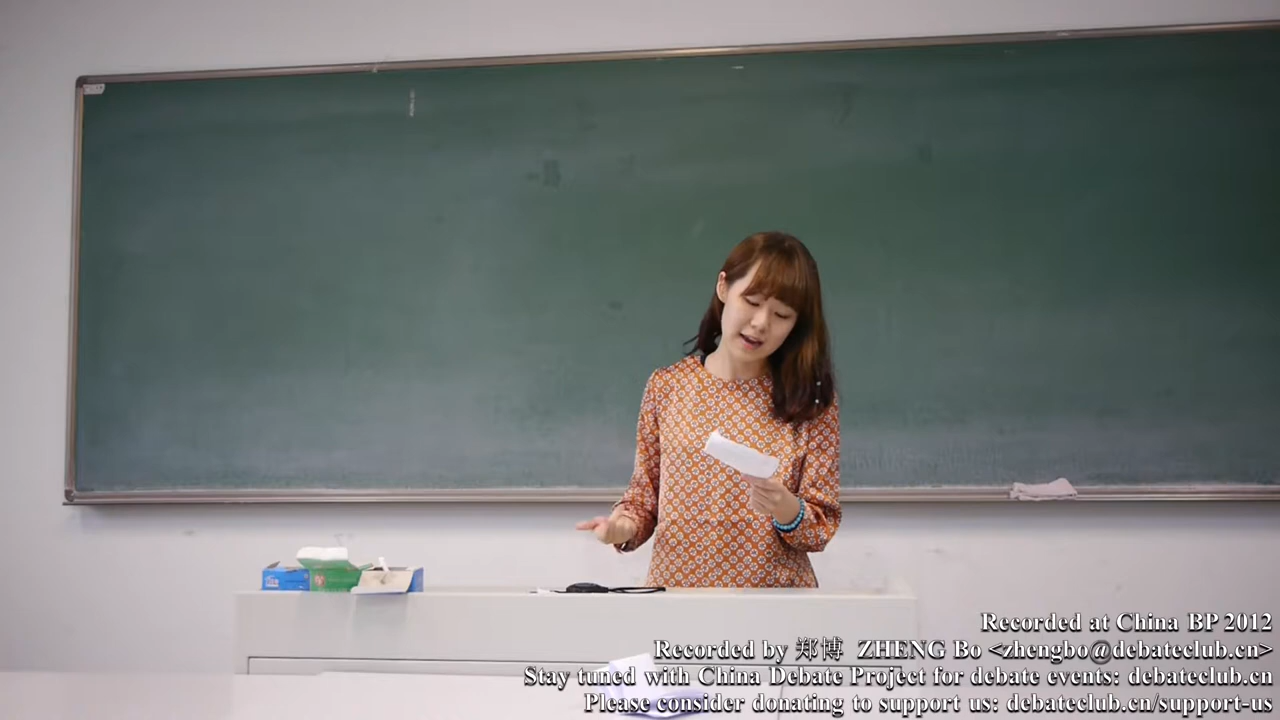 Recorded at China BP 2012
Recorded by 郑博 ZHENG Bo <zhengbo@debateclub.cn>
Stay tuned with China Debate Project for debate events: debateclub.cn
Please consider donating to support us: debateclub.cn/support-us